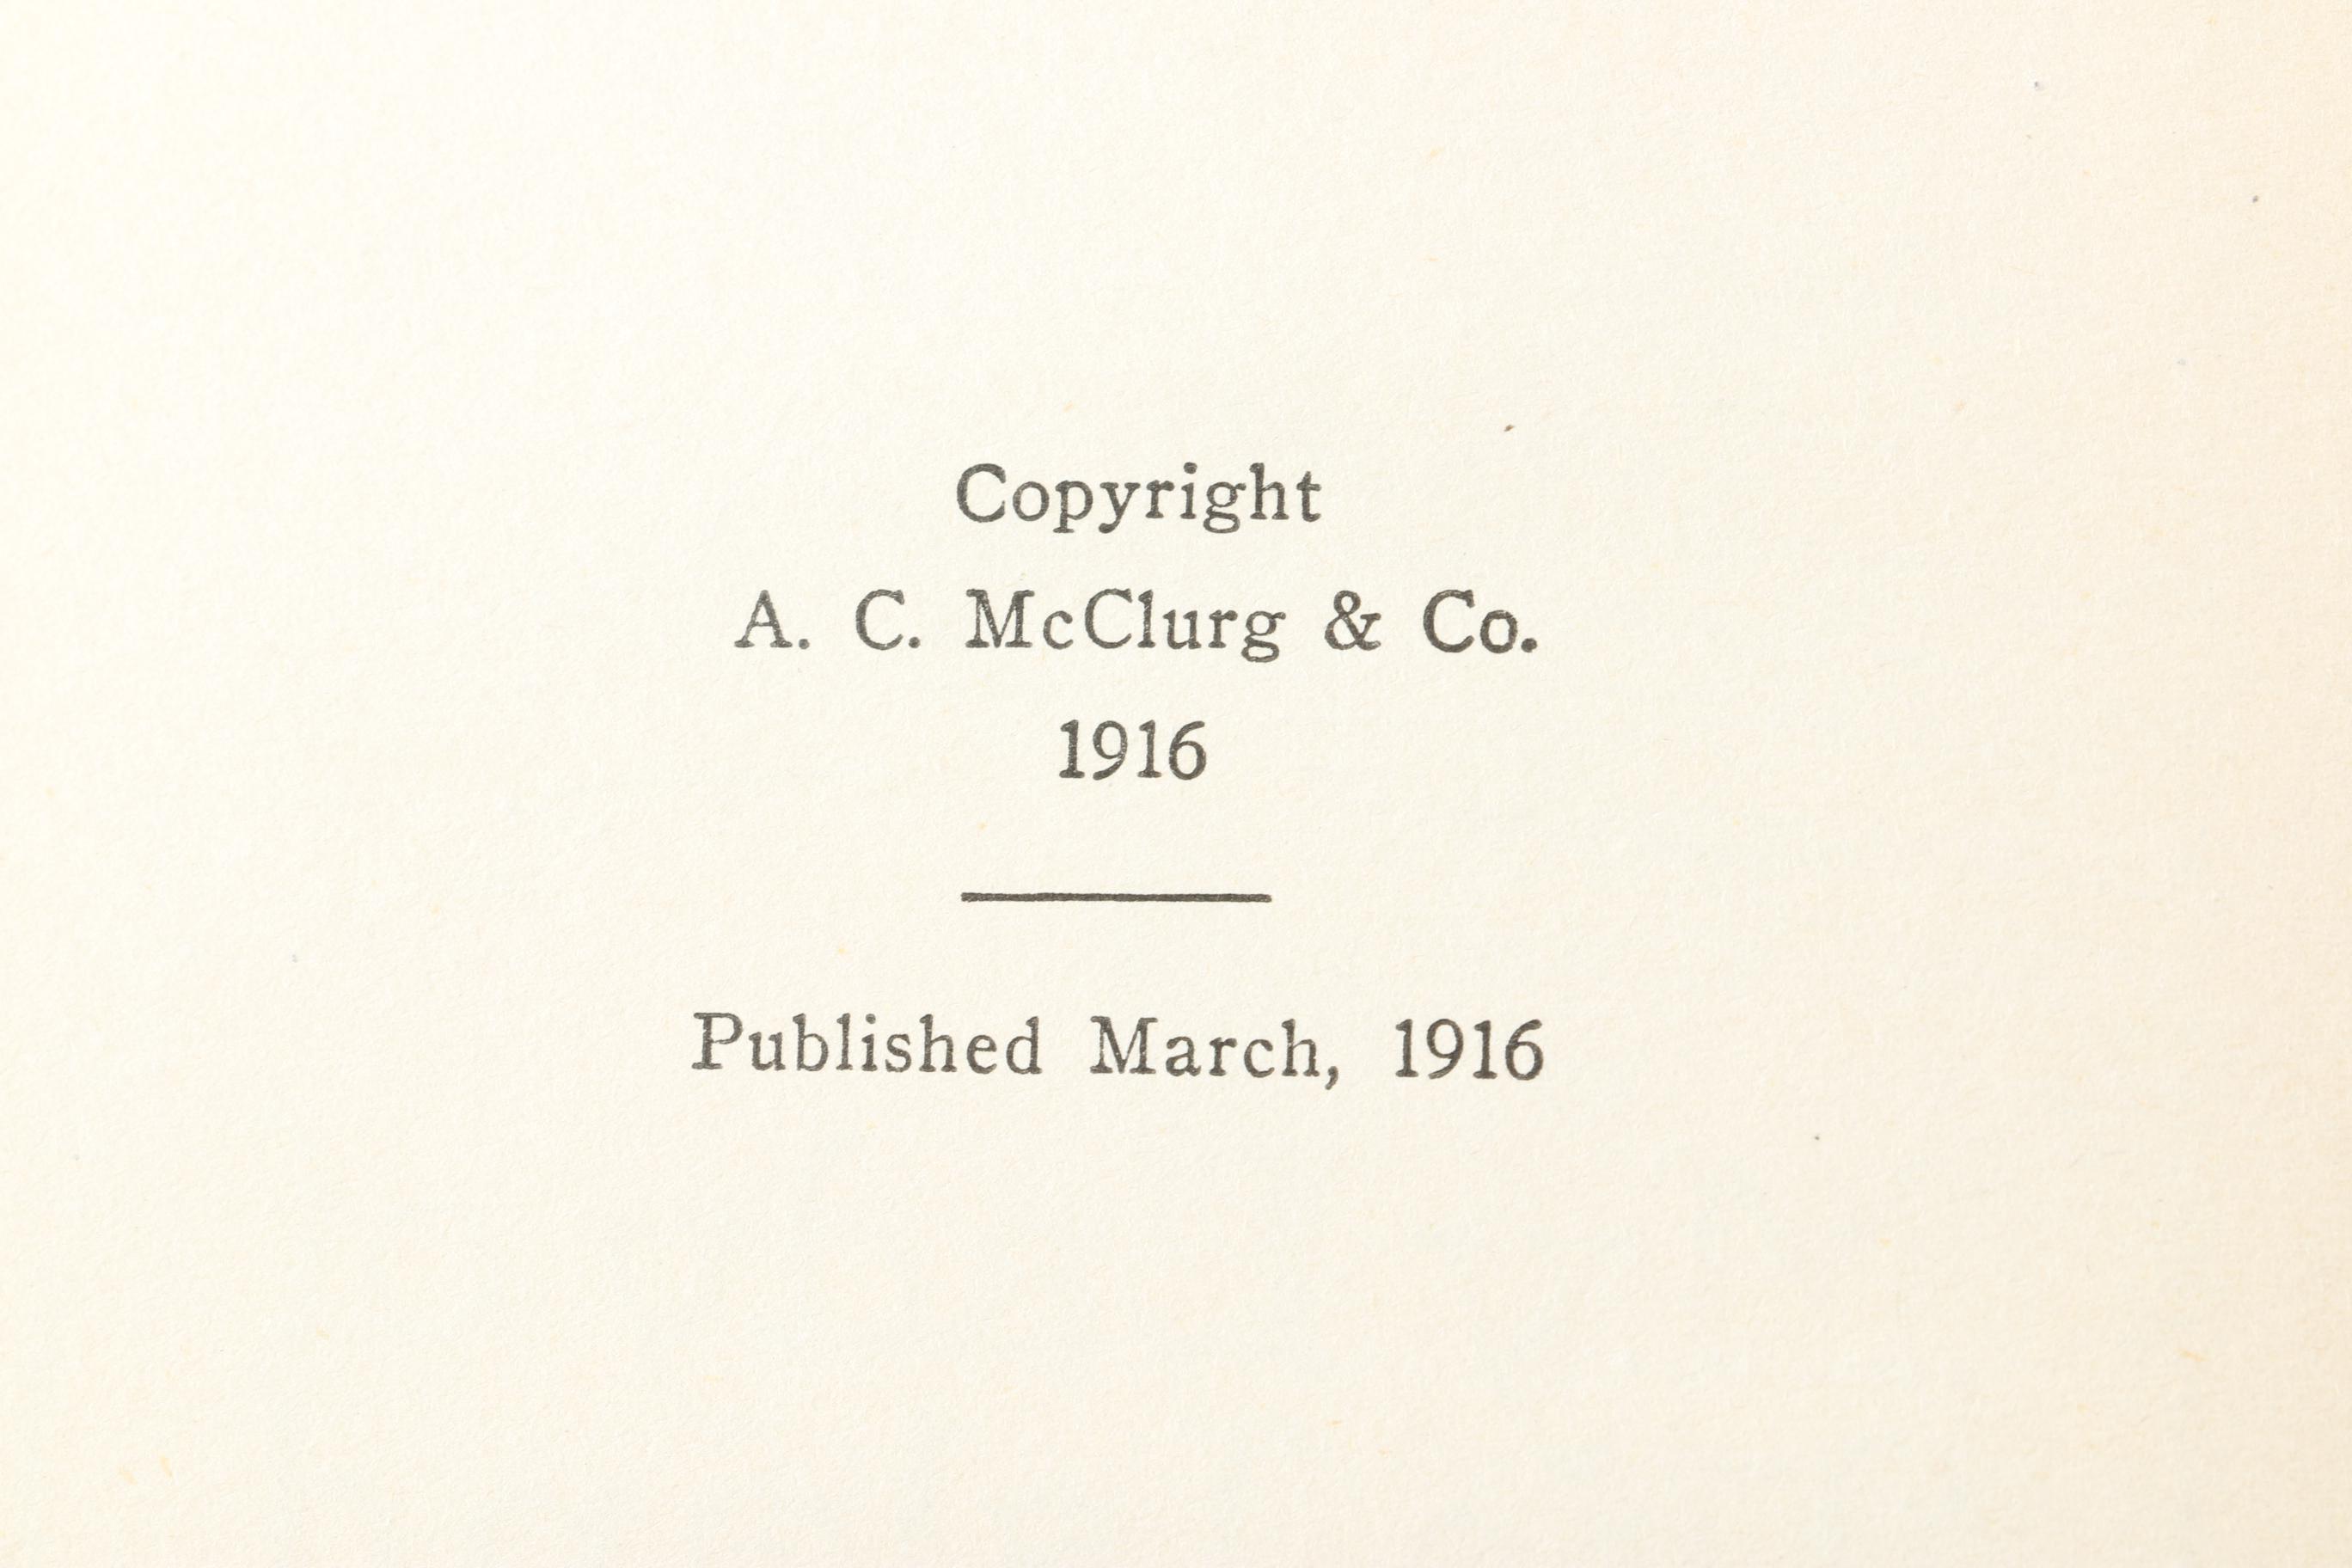 Copyright
A. C. McClurg & Co.
1916
Published March, 1916